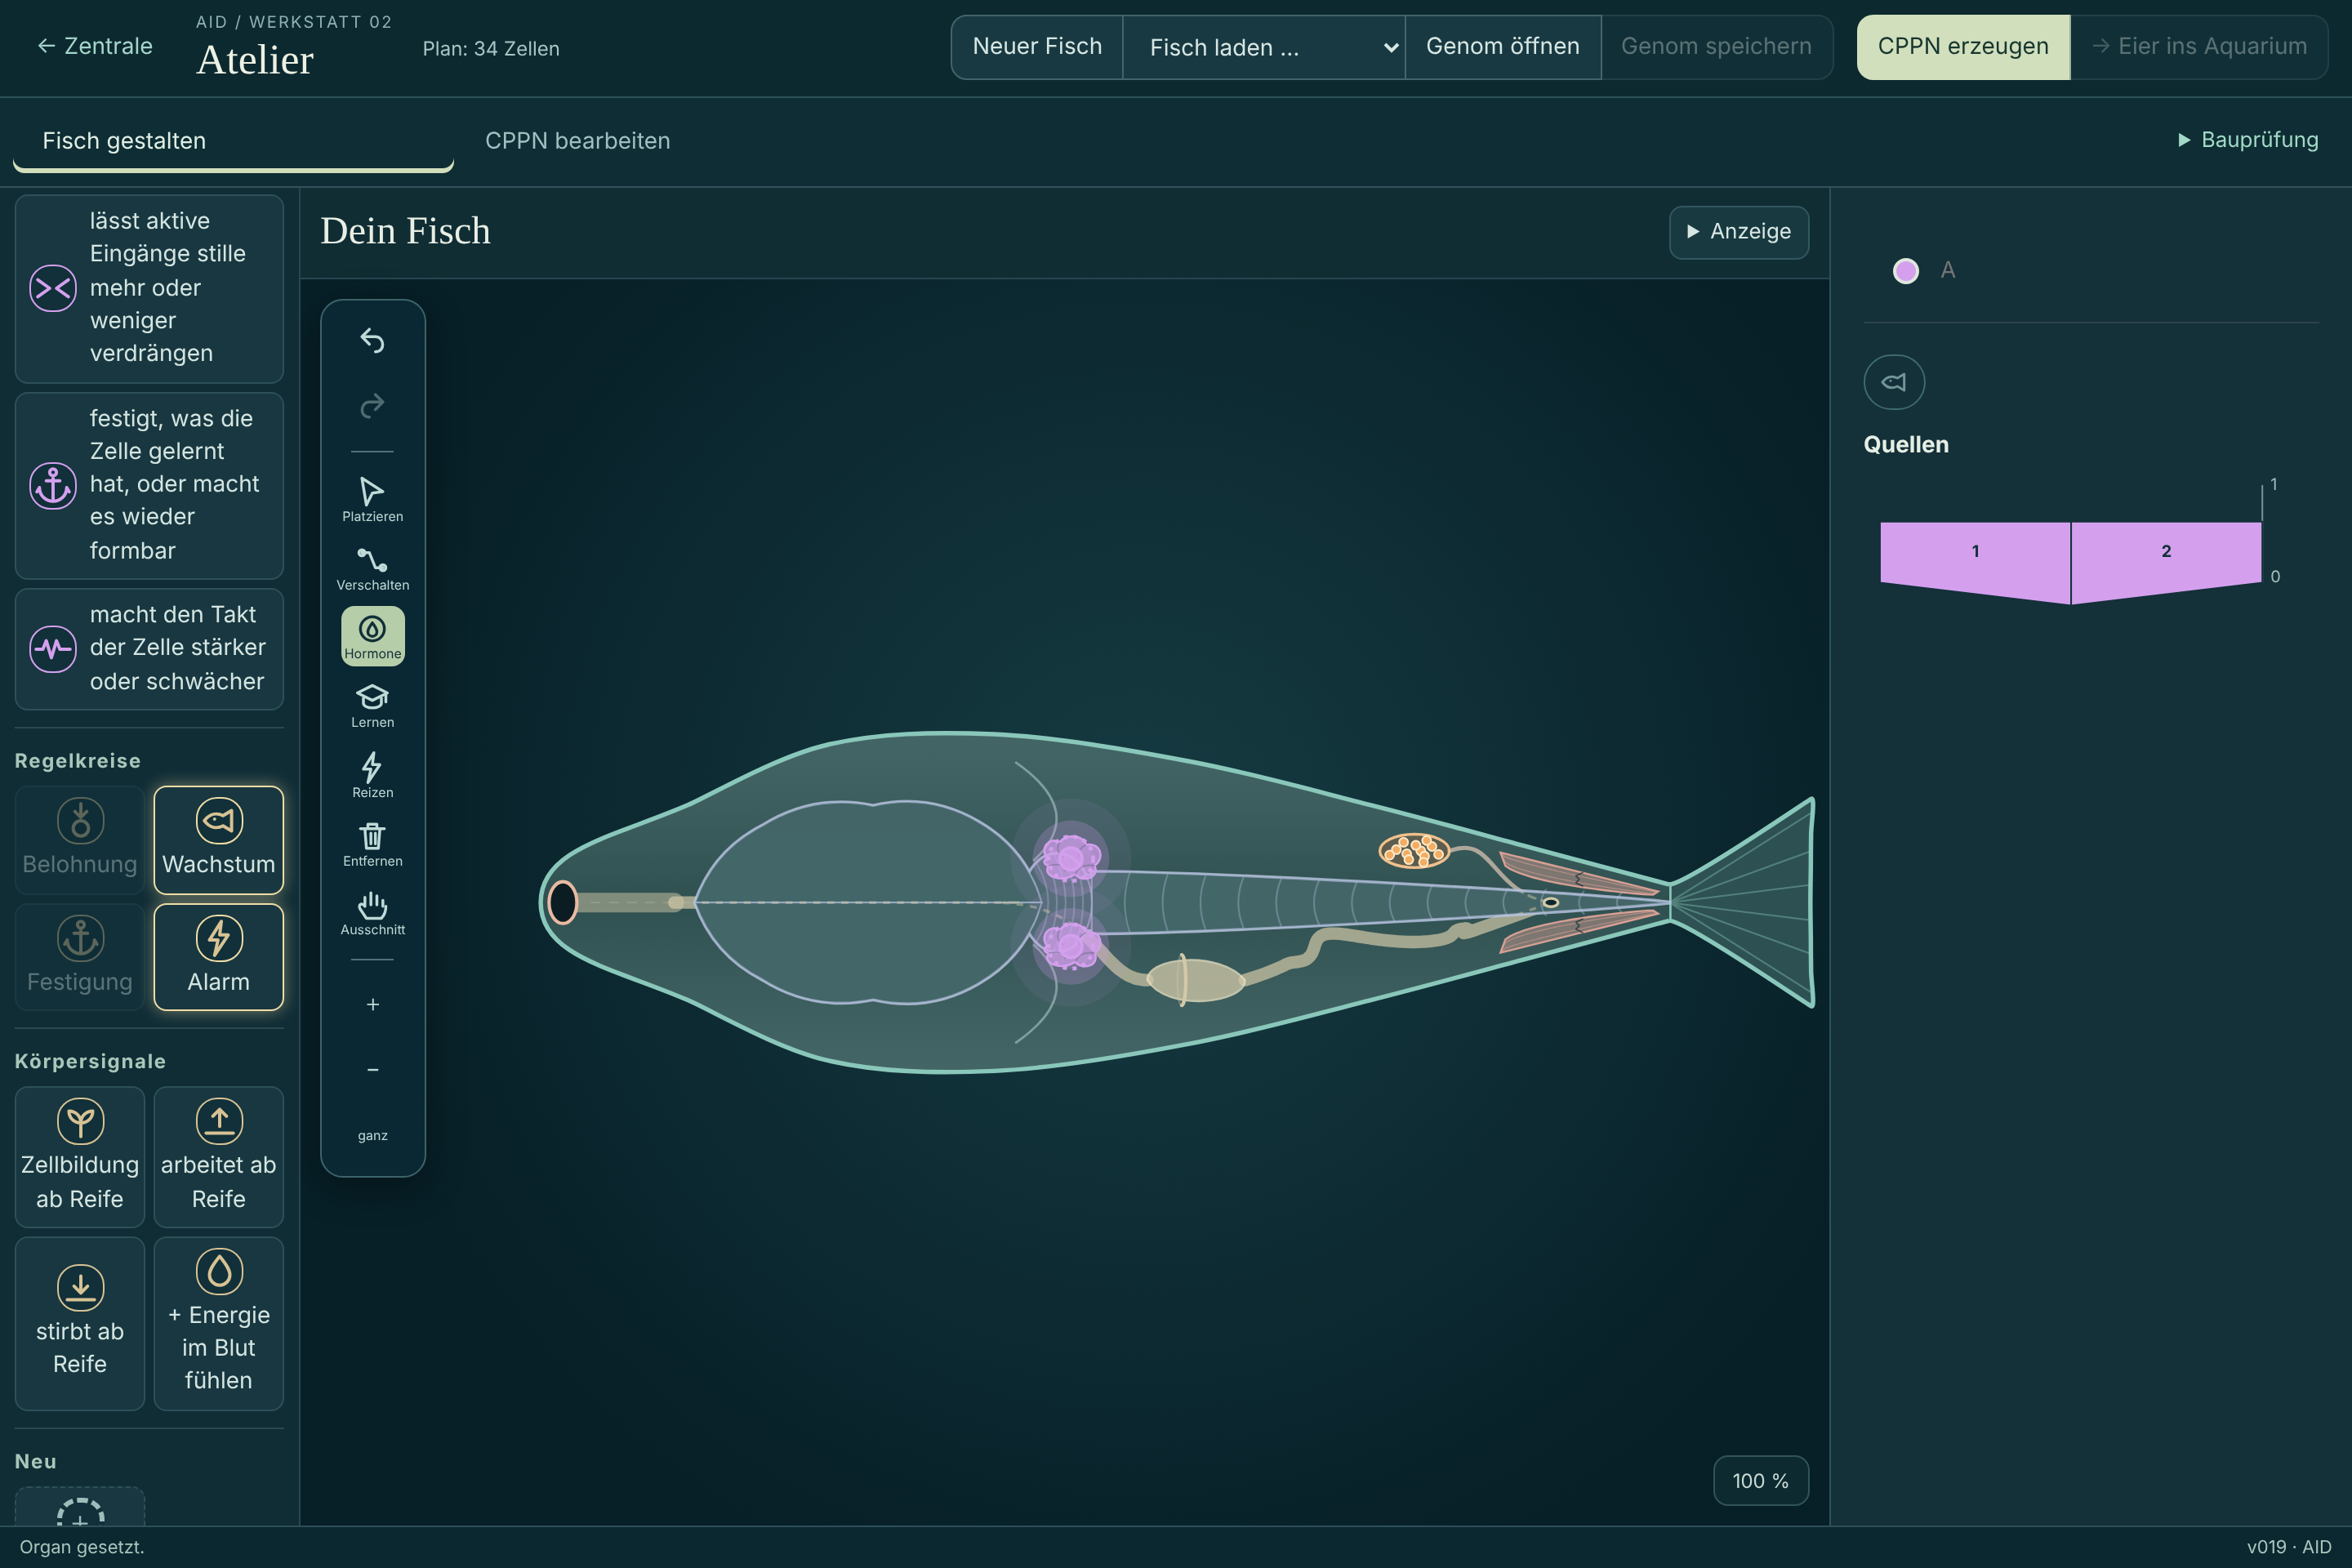 ← Zentrale
AID / WERKSTATT 02
Atelier
Plan: 34 Zellen
Neuer Fisch
Fisch laden ...
Genom öffnen
Genom speichern
CPPN erzeugen
→ Eier ins Aquarium
Fisch gestalten
CPPN bearbeiten
▶ Bauprüfung
lässt aktive
Eingänge stille
mehr oder
weniger
verdrängen
festigt, was die
Zelle gelernt
hat, oder macht
es wieder
formbar
macht den Takt
der Zelle stärker
oder schwächer
Regelkreise
Belohnung
Wachstum
Festigung
Alarm
Körpersignale
Zellbildung
ab Reife
arbeitet ab
Reife
stirbt ab
Reife
+ Energie
im Blut
fühlen
Neu
Dein Fisch
▶ Anzeige
Platzieren
Verschalten
Hormone
Lernen
Reizen
Entfernen
Ausschnitt
+
−
ganz
100 %
A
Quellen
1
1
2
0
Organ gesetzt.
v019 · AID